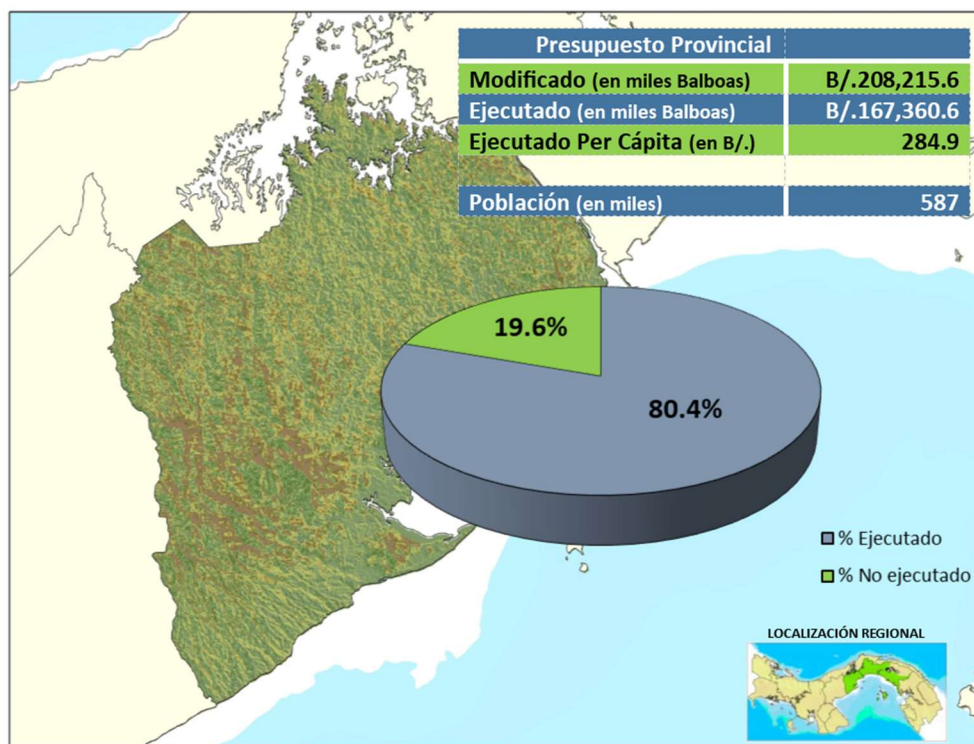 Presupuesto Provincial
Modificado (en miles Balboas) B/.208,215.6
Ejecutado (en miles Balboas) B/.167,360.6
Ejecutado Per Cápita (en B/.) 284.9
Población (en miles) 587
19.6%
80.4%
% Ejecutado
% No ejecutado
LOCALIZACIÓN REGIONAL